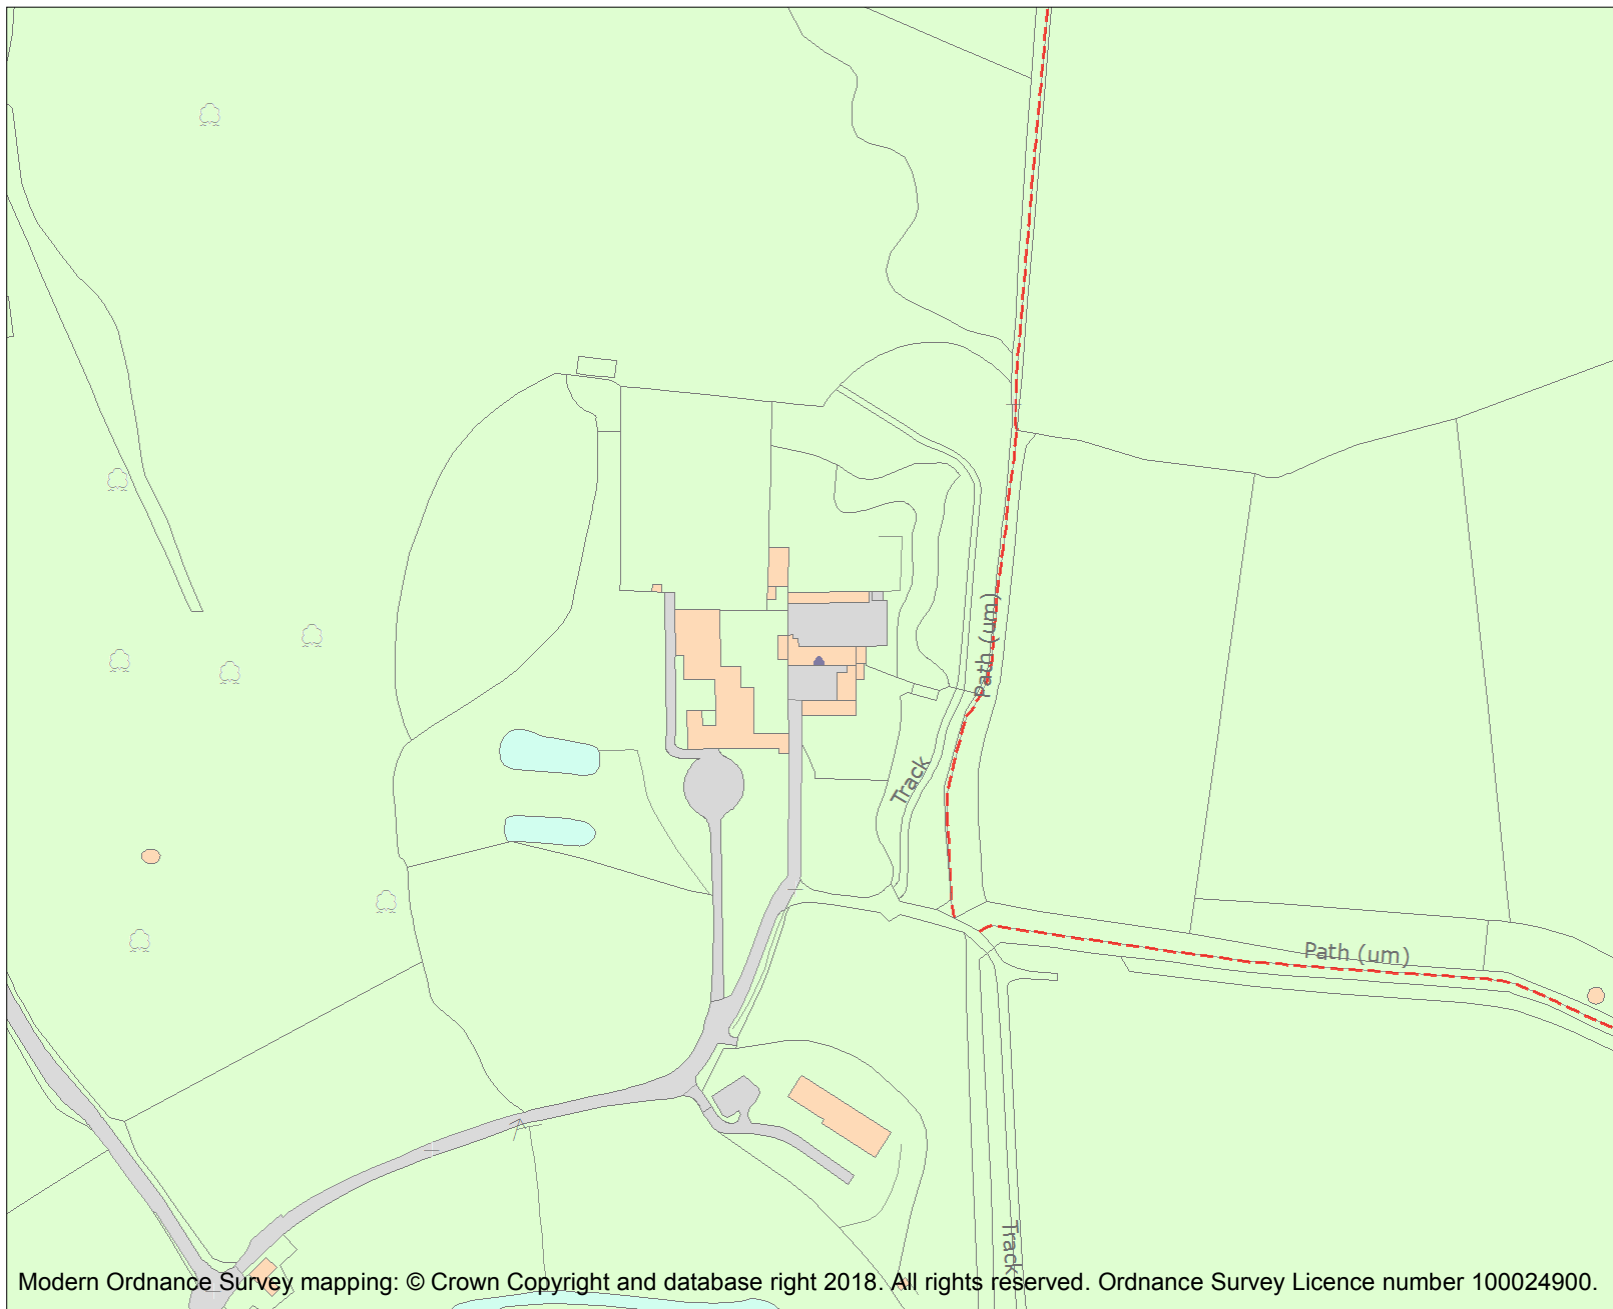 Path (um)
Track
Path (um)
Track
Modern Ordnance Survey mapping: © Crown Copyright and database right 2018. All rights reserved. Ordnance Survey Licence number 100024900.